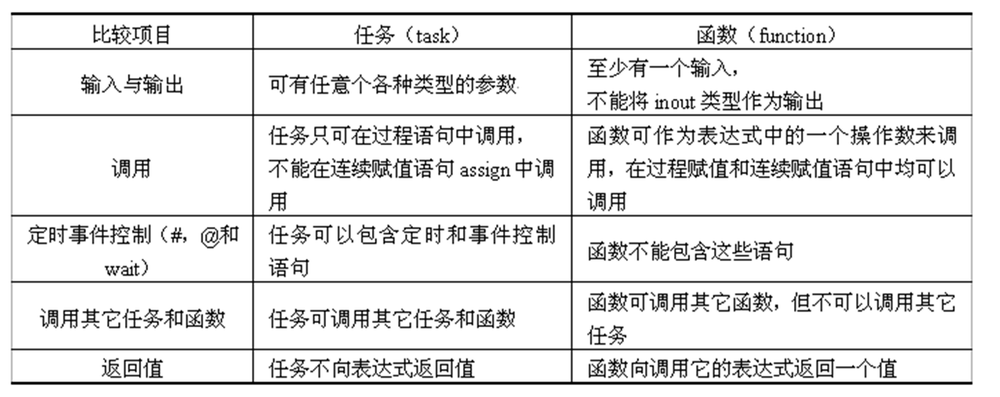 比较项目
任务（task）
函数（function）
输入与输出
可有任意个各种类型的参数
至少有一个输入，
不能将 inout 类型作为输出
调用
任务只可在过程语句中调用，
不能在连续赋值语句 assign 中调
用
函数可作为表达式中的一个操作数来调
用，在过程赋值和连续赋值语句中均可以
调用
定时事件控制（#，@和
wait）
任务可以包含定时和事件控制
语句
函数不能包含这些语句
调用其它任务和函数
任务可调用其它任务和函数
函数可调用其它函数，但不可以调用其它
任务
返回值
任务不向表达式返回值
函数向调用它的表达式返回一个值